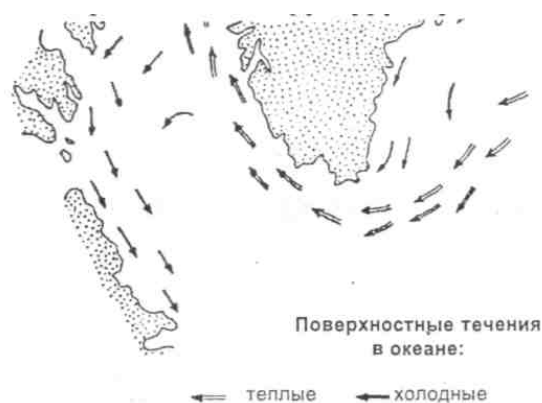 Поверхностные течения
в океане:
теплые холодные